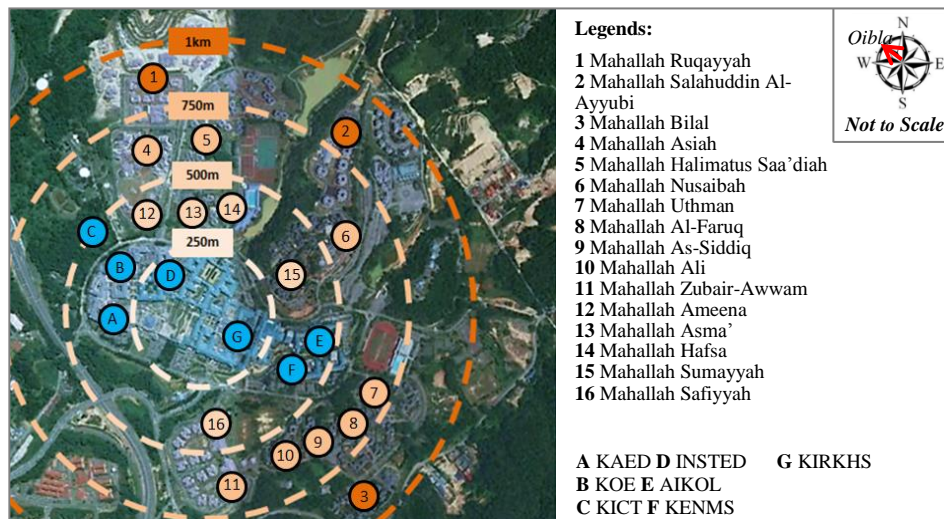 1km
1
750m
2
4
5
500m
12
13
14
C
250m
6
B
D
15
A
G
E
F
7
16
8
9
10
11
3
Legends:
1 Mahallah Ruqayyah
2 Mahallah Salahuddin Al-
Ayyubi
3 Mahallah Bilal
4 Mahallah Asiah
5 Mahallah Halimatus Saa’diah
6 Mahallah Nusaibah
7 Mahallah Uthman
8 Mahallah Al-Faruq
9 Mahallah As-Siddiq
10 Mahallah Ali
11 Mahallah Zubair-Awwam
12 Mahallah Ameena
13 Mahallah Asma’
14 Mahallah Hafsa
15 Mahallah Sumayyah
16 Mahallah Safiyyah
A KAED D INSTED G KIRKHS
B KOE E AIKOL
C KICT F KENMS
N
Oibla
W E
S
Not to Scale